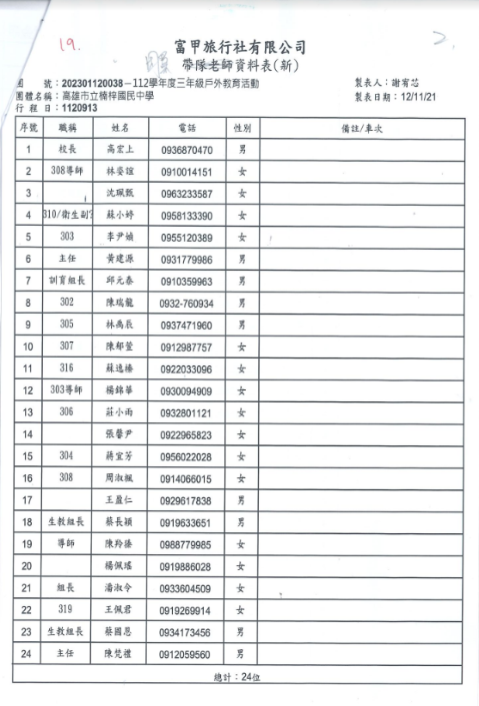 19.
富甲旅行社有限公司
帶隊老師資料表(新)
團 號：202301120038－112學年度三年級戶外教育活動 製表人：謝宥芯
團體名稱：高雄市立楠梓國民中學 製表日期：12/11/21
行 程 日：1120913
序號 職稱 姓名 電話 性別 備註/車次
1 校長 高宏上 0936870470 男
2 308導師 林姿誼 0910014151 女
3 沈珮甄 0963233587 女
4 310/衛生副 蘇小婷 0958133390 女
5 303 李尹媜 0955120389 女
6 主任 黃建源 0931779986 男
7 訓育組長 邱元泰 0910359963 男
8 302 陳瑞龍 0932-760934 男
9 305 林禹辰 0937471960 男
10 307 陳郁萱 0912987757 女
11 316 蘇逸榛 0922033096 女
12 303導師 楊錦華 0930094909 女
13 306 莊小雨 0932801121 女
14 張馨尹 0922965823 女
15 304 蔣宜芳 0956022028 女
16 308 周淑楓 0914066015 女
17 王盈仁 0929617838 男
18 生教組長 蔡長穎 0919633651 男
19 導師 陳羚蓁 0988779985 女
20 楊佩瑤 0919886028 女
21 組長 潘淑令 0933604509 女
22 319 王佩君 0919269914 女
23 生教組長 蔡國恩 0934173456 男
24 主任 陳梵禮 0912059560 男
總計：24位